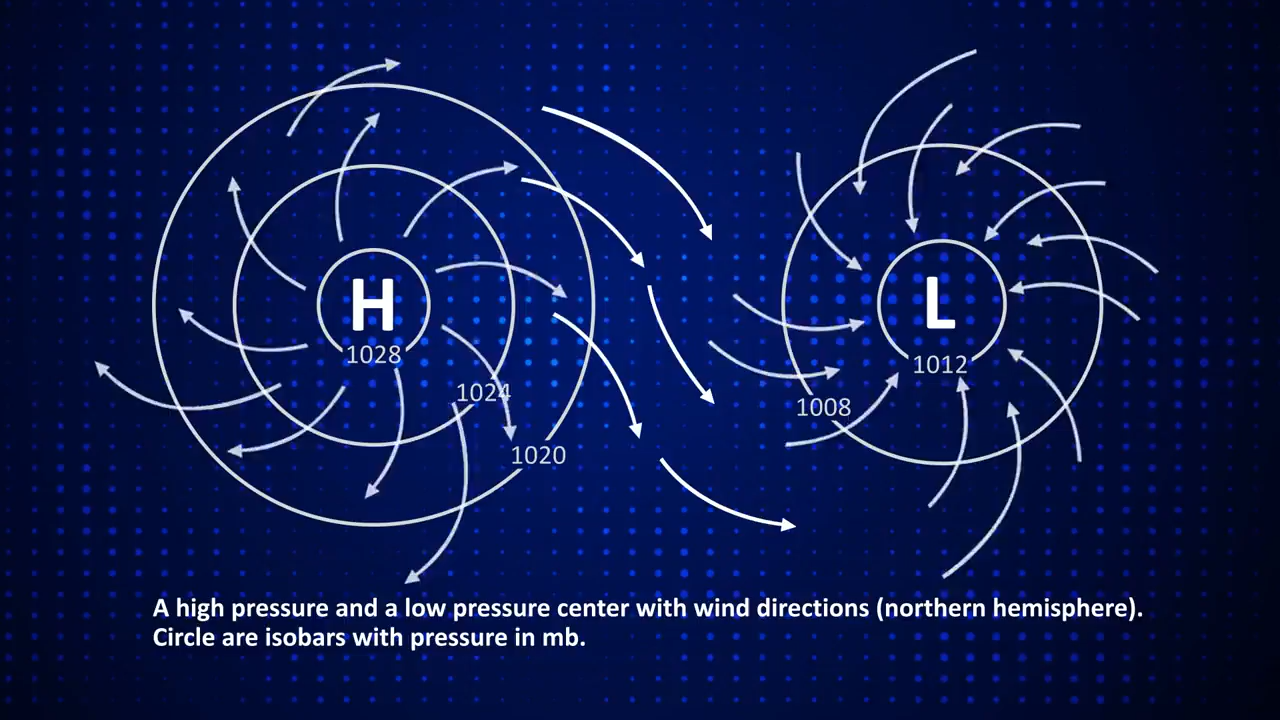 H
L
1028
1012
1024
1008
1020
A high pressure and a low pressure center with wind directions (northern hemisphere).
Circle are isobars with pressure in mb.